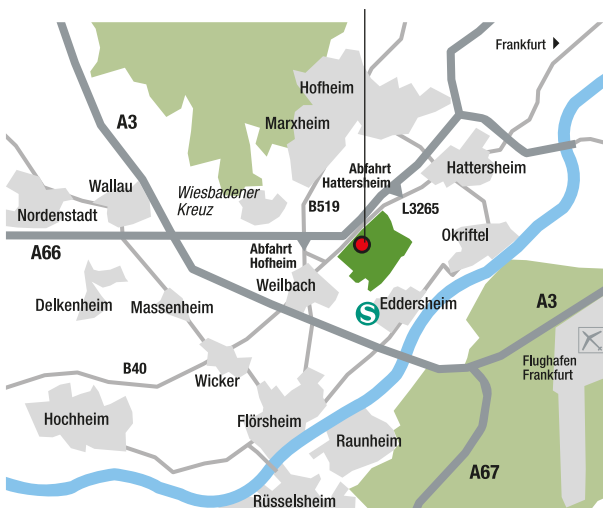 Frankfurt
Hofheim
A3
Marxheim
Abfahrt
Hattersheim
Hattersheim
Wallau
Wiesbadener
Kreuz
B519
L3265
Nordenstadt
Okriftel
A66
Abfahrt
Hofheim
Weilbach
Delkenheim
Massenheim
S
Eddersheim
A3
B40
Wicker
Flughafen
Frankfurt
Hochheim
Flörsheim
Raunheim
A67
Rüsselsheim